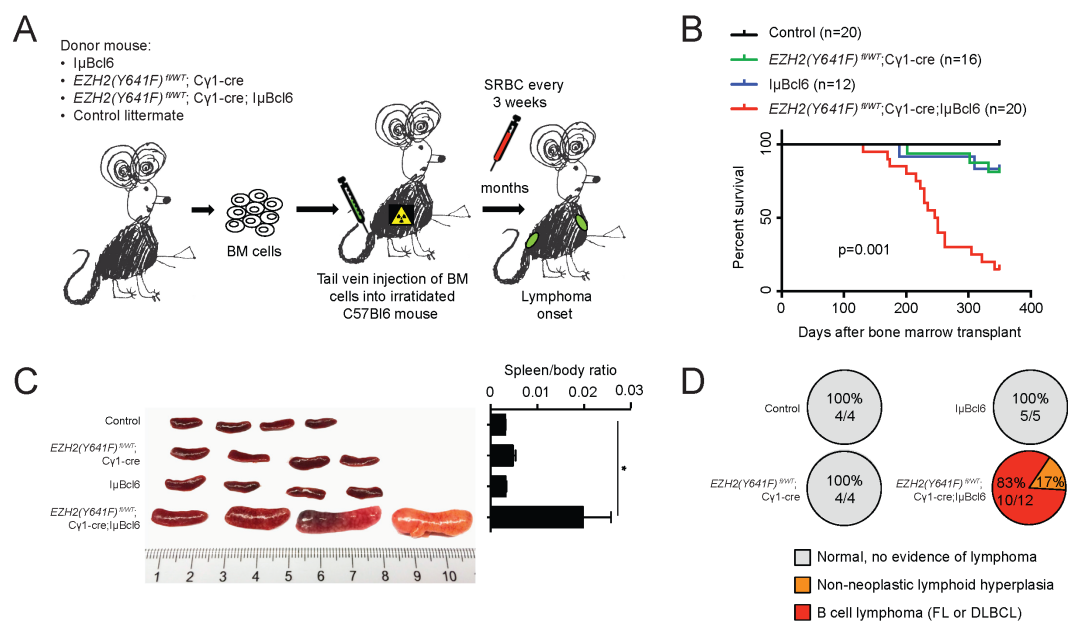 A
Donor mouse:
• IμBcl6
• EZH2(Y641F) fl/WT; Cγ1-cre
• EZH2(Y641F) fl/WT; Cγ1-cre; IμBcl6
• Control littermate
BM cells
Tail vein injection of BM
cells into irratidated
C57Bl6 mouse
SRBC every
3 weeks
months
Lymphoma
onset
B
Control (n=20)
EZH2(Y641F) fl/WT;Cγ1-cre (n=16)
IμBcl6 (n=12)
EZH2(Y641F) fl/WT;Cγ1-cre;IμBcl6 (n=20)
Percent survival
100
50
0
p=0.001
0 100 200 300 400
Days after bone marrow transplant
C
Control
EZH2(Y641F) fl/WT;
Cγ1-cre
IμBcl6
EZH2(Y641F) fl/WT;
Cγ1-cre;IμBcl6
1 2 3 4 5 6 7 8 9 10
Spleen/body ratio
0 0.01 0.02 0.03
*
D
Control
100%
4/4
IμBcl6
100%
5/5
EZH2(Y641F) fl/WT;
Cγ1-cre
100%
4/4
EZH2(Y641F) fl/WT;
Cγ1-cre;IμBcl6
83%
10/12
17%
Normal, no evidence of lymphoma
Non-neoplastic lymphoid hyperplasia
B cell lymphoma (FL or DLBCL)